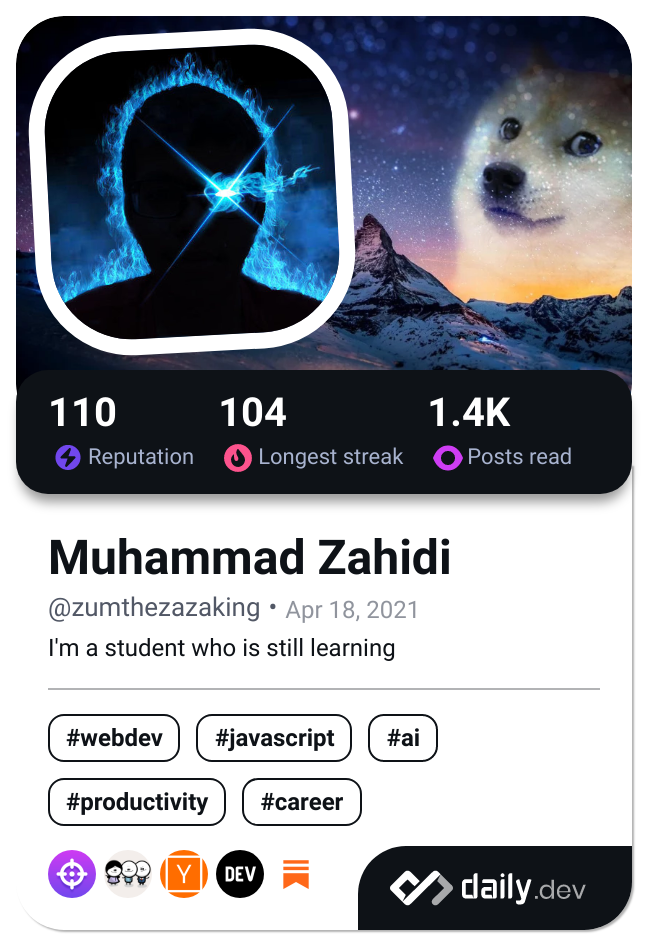 110 104 1.4K
Reputation Longest streak Posts read
Muhammad Zahidi
@zumthezazaking • Apr 18, 2021
I'm a student who is still learning
#webdev #javascript #ai
#productivity #career
Y DEV daily.dev